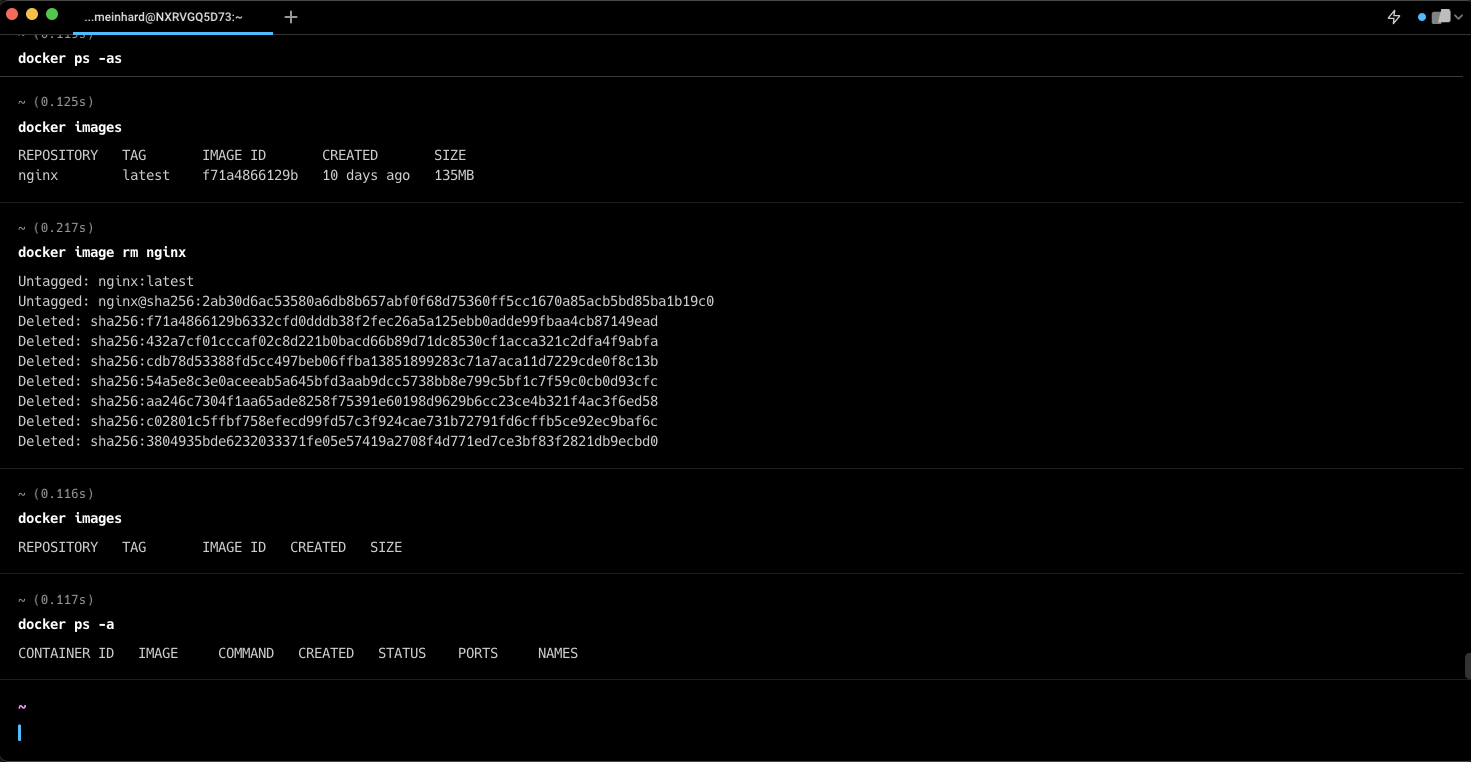 ...meinhard@NXRVGQ5D73:~
~ (0.119s)
docker ps -as
~ (0.125s)
docker images
REPOSITORY   TAG       IMAGE ID       CREATED       SIZE
nginx        latest    f71a4866129b   10 days ago   135MB
~ (0.217s)
docker image rm nginx
Untagged: nginx:latest
Untagged: nginx@sha256:2ab30d6ac53580a6db8b657abf0f68d75360ff5cc1670a85acb5bd85ba1b19c0
Deleted: sha256:f71a4866129b6332cfd0dddb38f2fec26a5a125ebb0adde99fbaa4cb87149ead
Deleted: sha256:432a7cf01cccaf02c8d221b0bacd66b89d71dc8530cf1acca321c2dfa4f9abfa
Deleted: sha256:cdb78d53388fd5cc497beb06ffba13851899283c71a7aca11d7229cde0f8c13b
Deleted: sha256:54a5e8c3e0aceeab5a645bfd3aab9dcc5738bb8e799c5bf1c7f59c0cb0d93cfc
Deleted: sha256:aa246c7304f1aa65ade8258f75391e60198d9629b6cc23ce4b321f4ac3f6ed58
Deleted: sha256:c02801c5ffbf758efecd99fd57c3f924cae731b72791fd6cffb5ce92ec9baf6c
Deleted: sha256:3804935bde6232033371fe05e57419a2708f4d771ed7ce3bf83f2821db9ecbd0
~ (0.116s)
docker images
REPOSITORY   TAG       IMAGE ID   CREATED   SIZE
~ (0.117s)
docker ps -a
CONTAINER ID   IMAGE     COMMAND   CREATED   STATUS    PORTS     NAMES
~